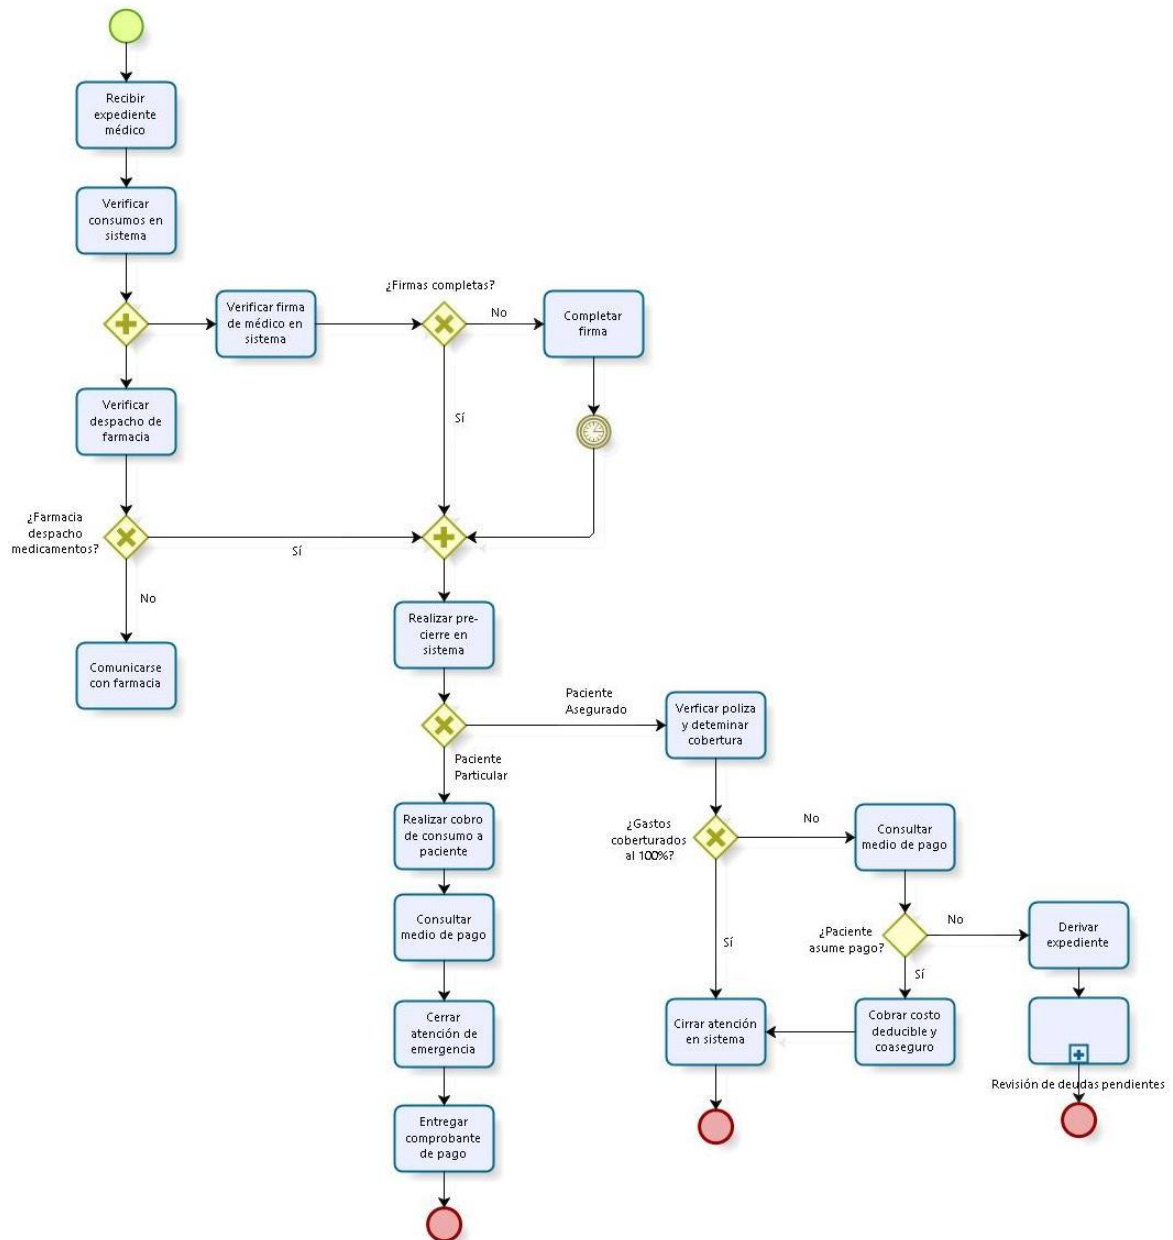 Recibir
expediente
médico
Verificar
consumos en
sistema
¿Firmas completas?
Verificar firma
de médico en
sistema
No
Completar
firma
Verificar
despacho de
farmacia
Sí
¿Farmacia
despacho
medicamentos?
Sí
No
Comunicarse
con farmacia
Realizar pre-
cierre en
sistema
Paciente
Asegurado
Verficar poliza
y deteminar
cobertura
Paciente
Particular
Realizar cobro
de consumo a
paciente
¿Gastos
coberturados
al 100%?
No
Consultar
medio de pago
Consultar
medio de pago
Sí
¿Paciente
asume pago?
No
Derivar
expediente
Sí
Cerrar
atención de
emergencia
Cirrar atención
en sistema
Cobrar costo
deducible y
coaseguro
Revisión de deudas pendientes
Entregar
comprobante
de pago